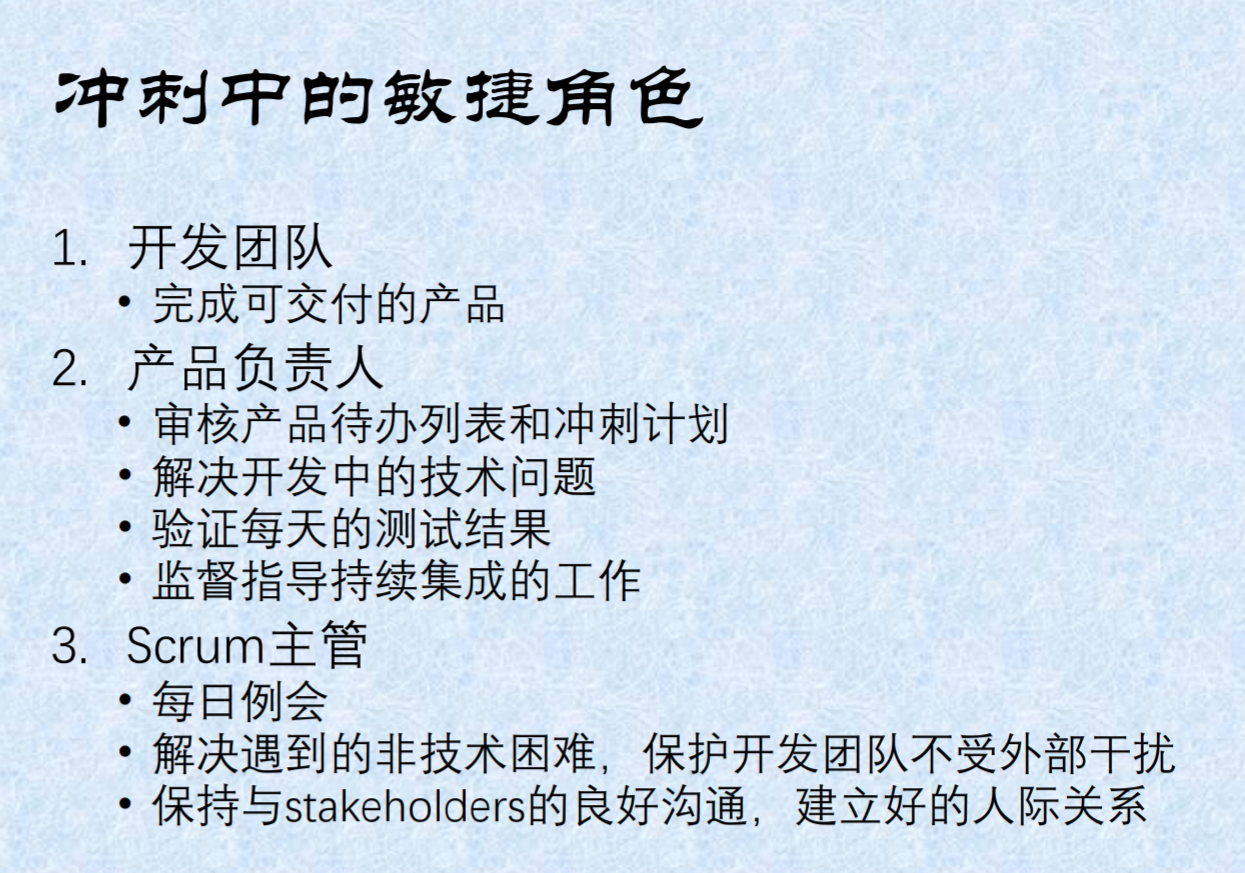 冲刺中的敏捷角色
1. 开发团队
• 完成可交付的产品
2. 产品负责人
• 审核产品待办列表和冲刺计划
• 解决开发中的技术问题
• 验证每天的测试结果
• 监督指导持续集成的工作
3. Scrum主管
• 每日例会
• 解决遇到的非技术困难，保护开发团队不受外部干扰
• 保持与stakeholders的良好沟通，建立好的人际关系